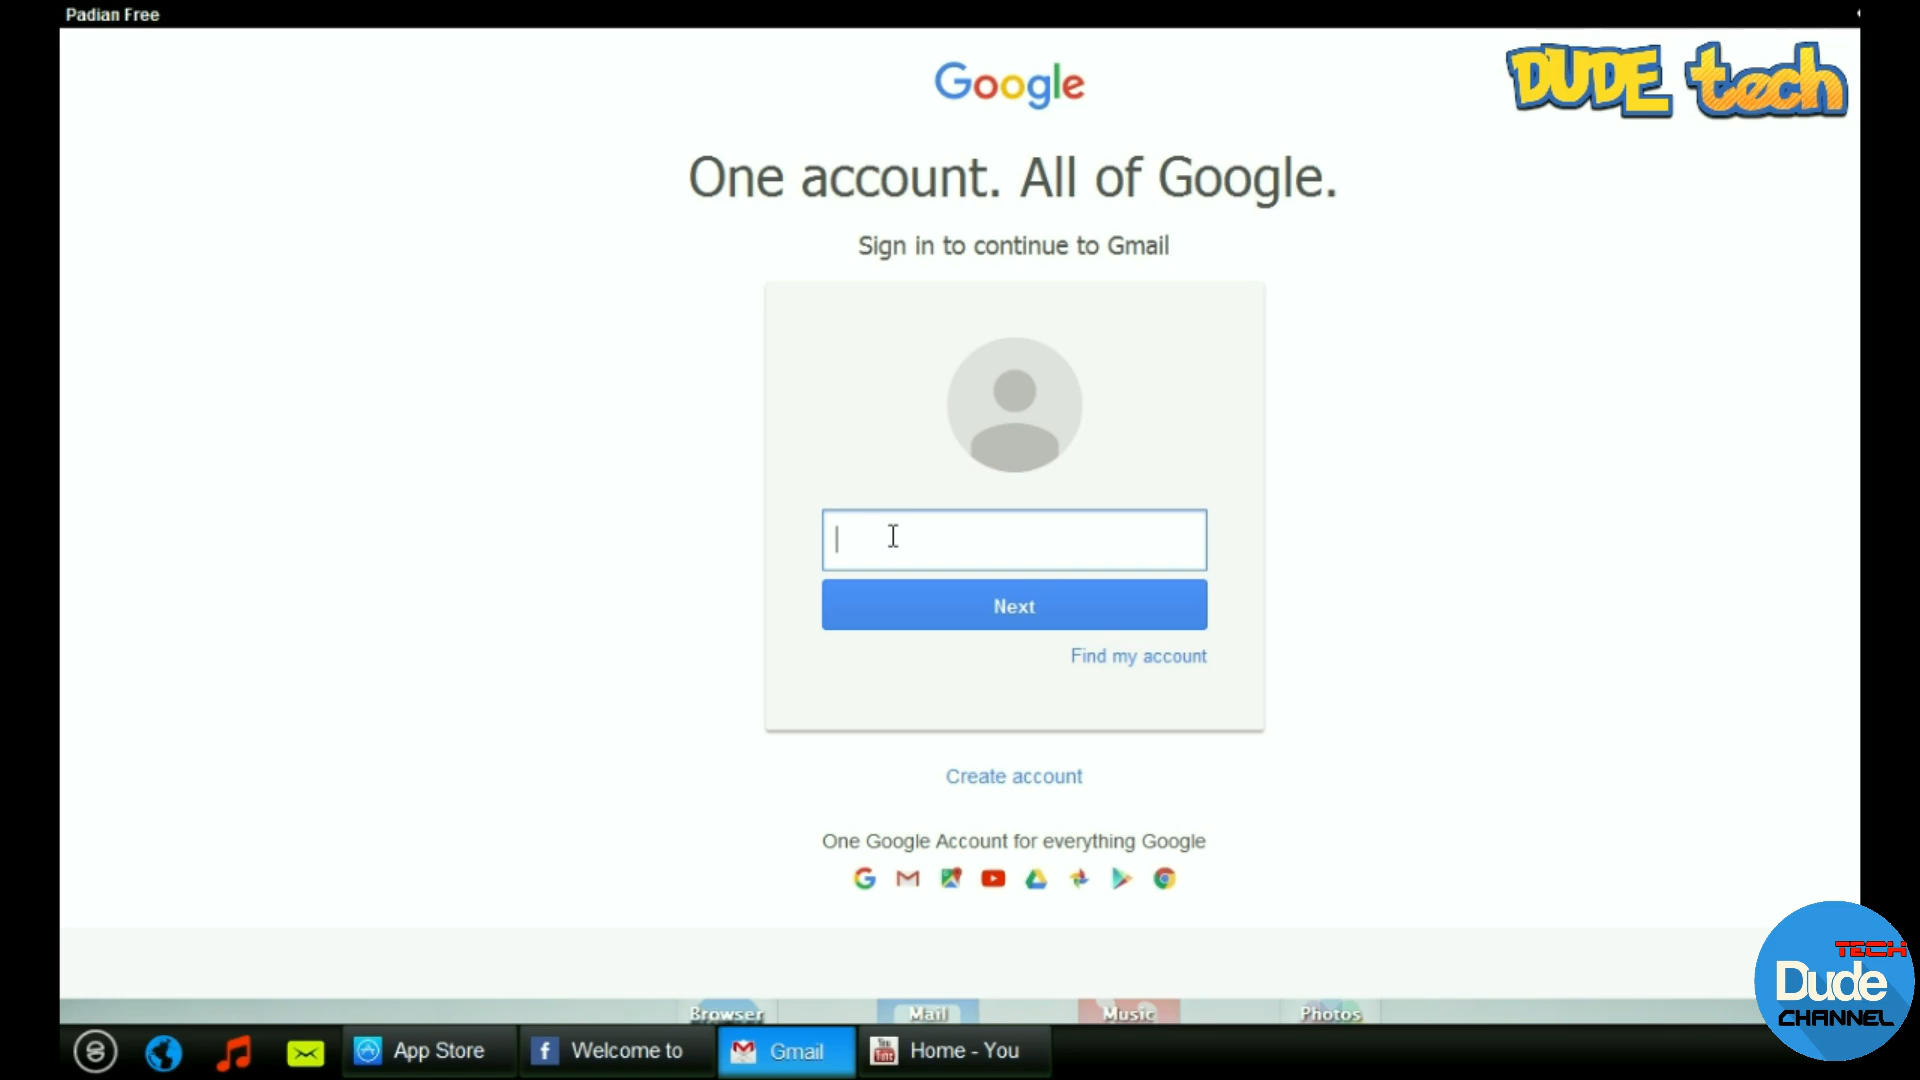 Padian Free
DUDE tech
Google
One account. All of Google.
Sign in to continue to Gmail
Next
Find my account
Create account
One Google Account for everything Google
Browser
Mail
Music
Photos
App Store
Welcome to
Gmail
Home - You
TECH
Dude
CHANNEL